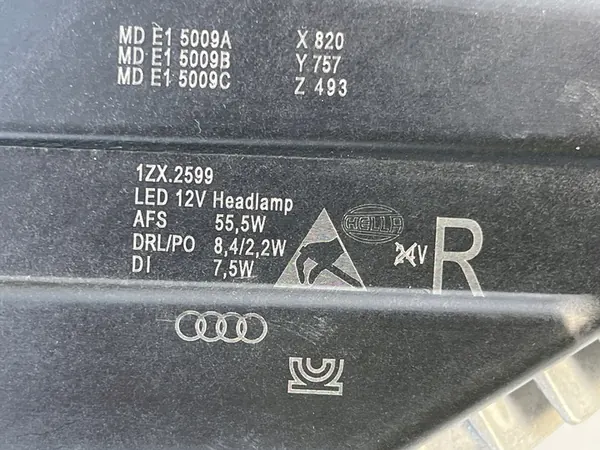 MD E1 5009A X 820
MD E1 5009B Y 757
MD E1 5009C Z 493
1ZX.2599
LED 12V Headlamp
AFS 55,5W
DRL/PO 8,4/2,2W
DI 7,5W
HELLA
24V
R